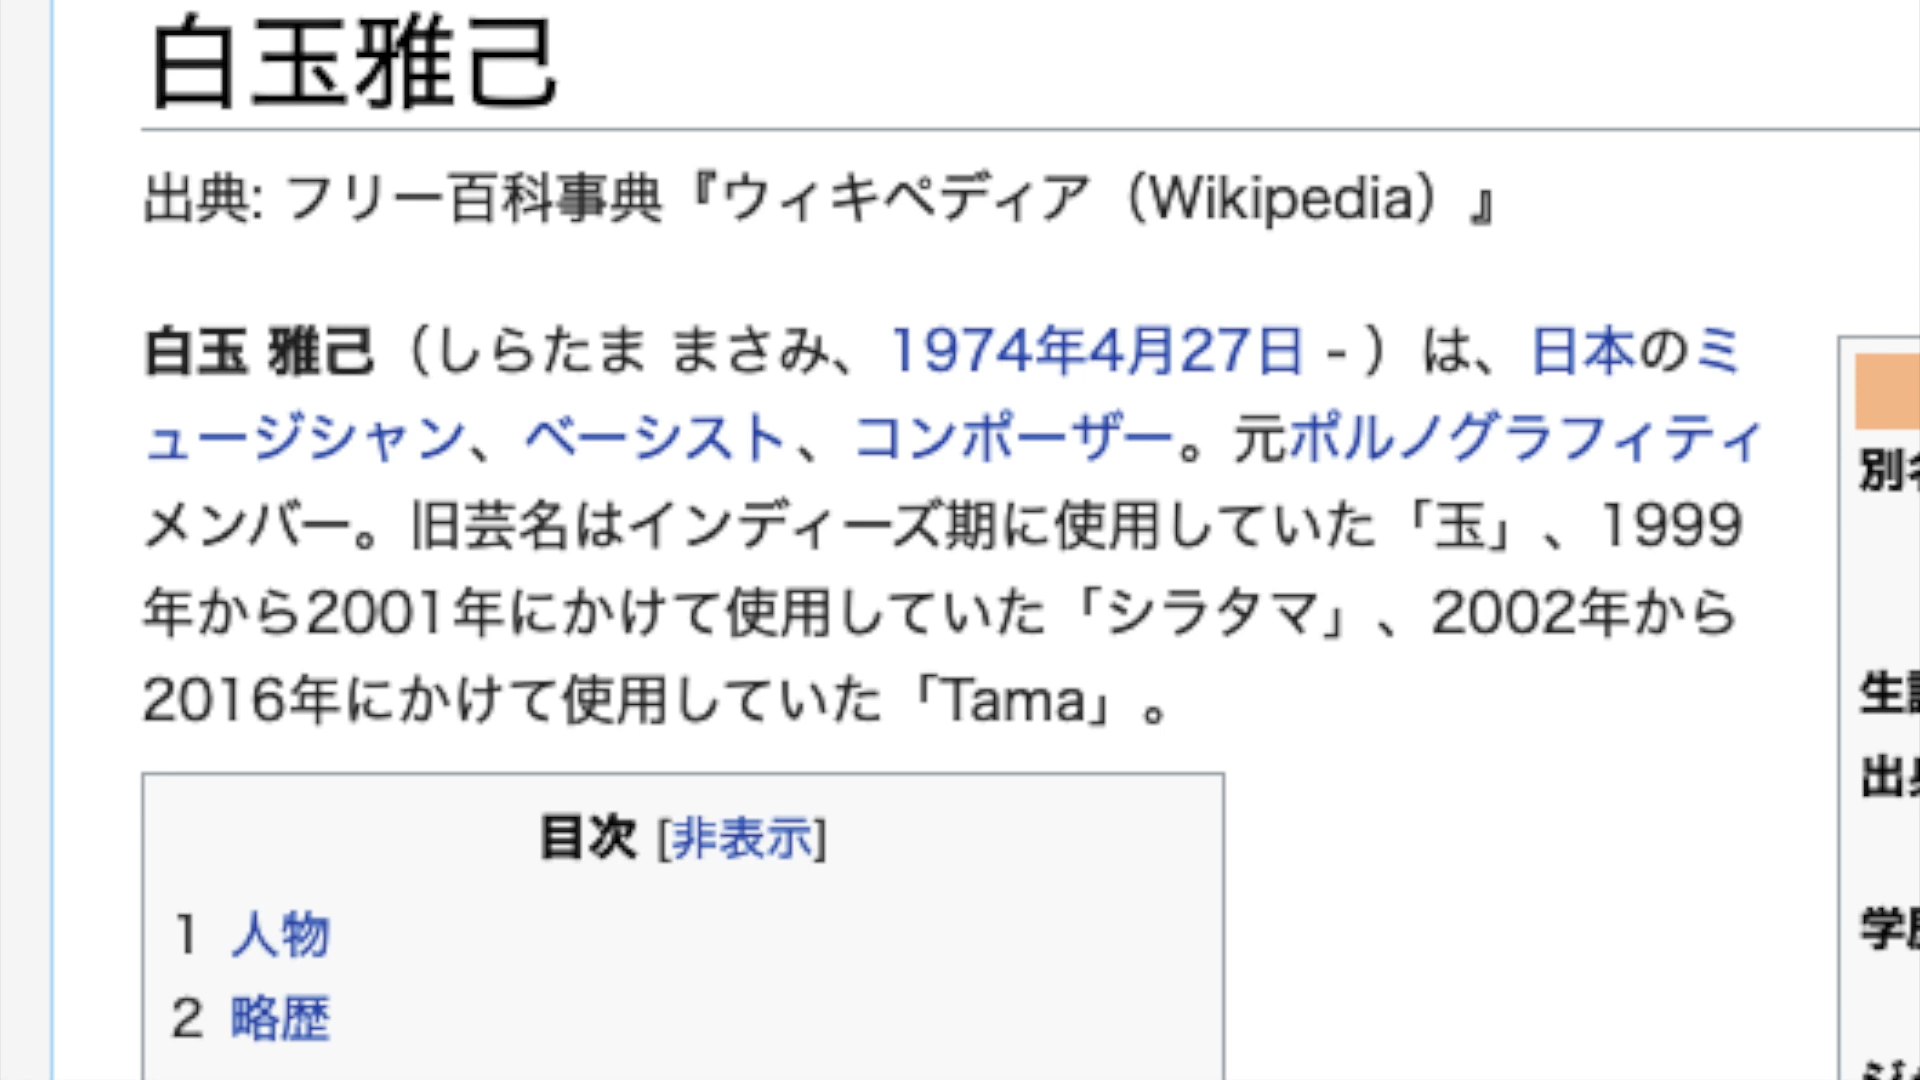 白玉雅己
出典: フリー百科事典『ウィキペディア（Wikipedia）』
白玉 雅己（しらたま まさみ、1974年4月27日 - ）は、日本のミ
ュージシャン、ベーシスト、コンポーザー。元ポルノグラフィティ
メンバー。旧芸名はインディーズ期に使用していた「玉」、1999
年から2001年にかけて使用していた「シラタマ」、2002年から
2016年にかけて使用していた「Tama」。
目次 [非表示]
1 人物
2 略歴
別
生
出
学